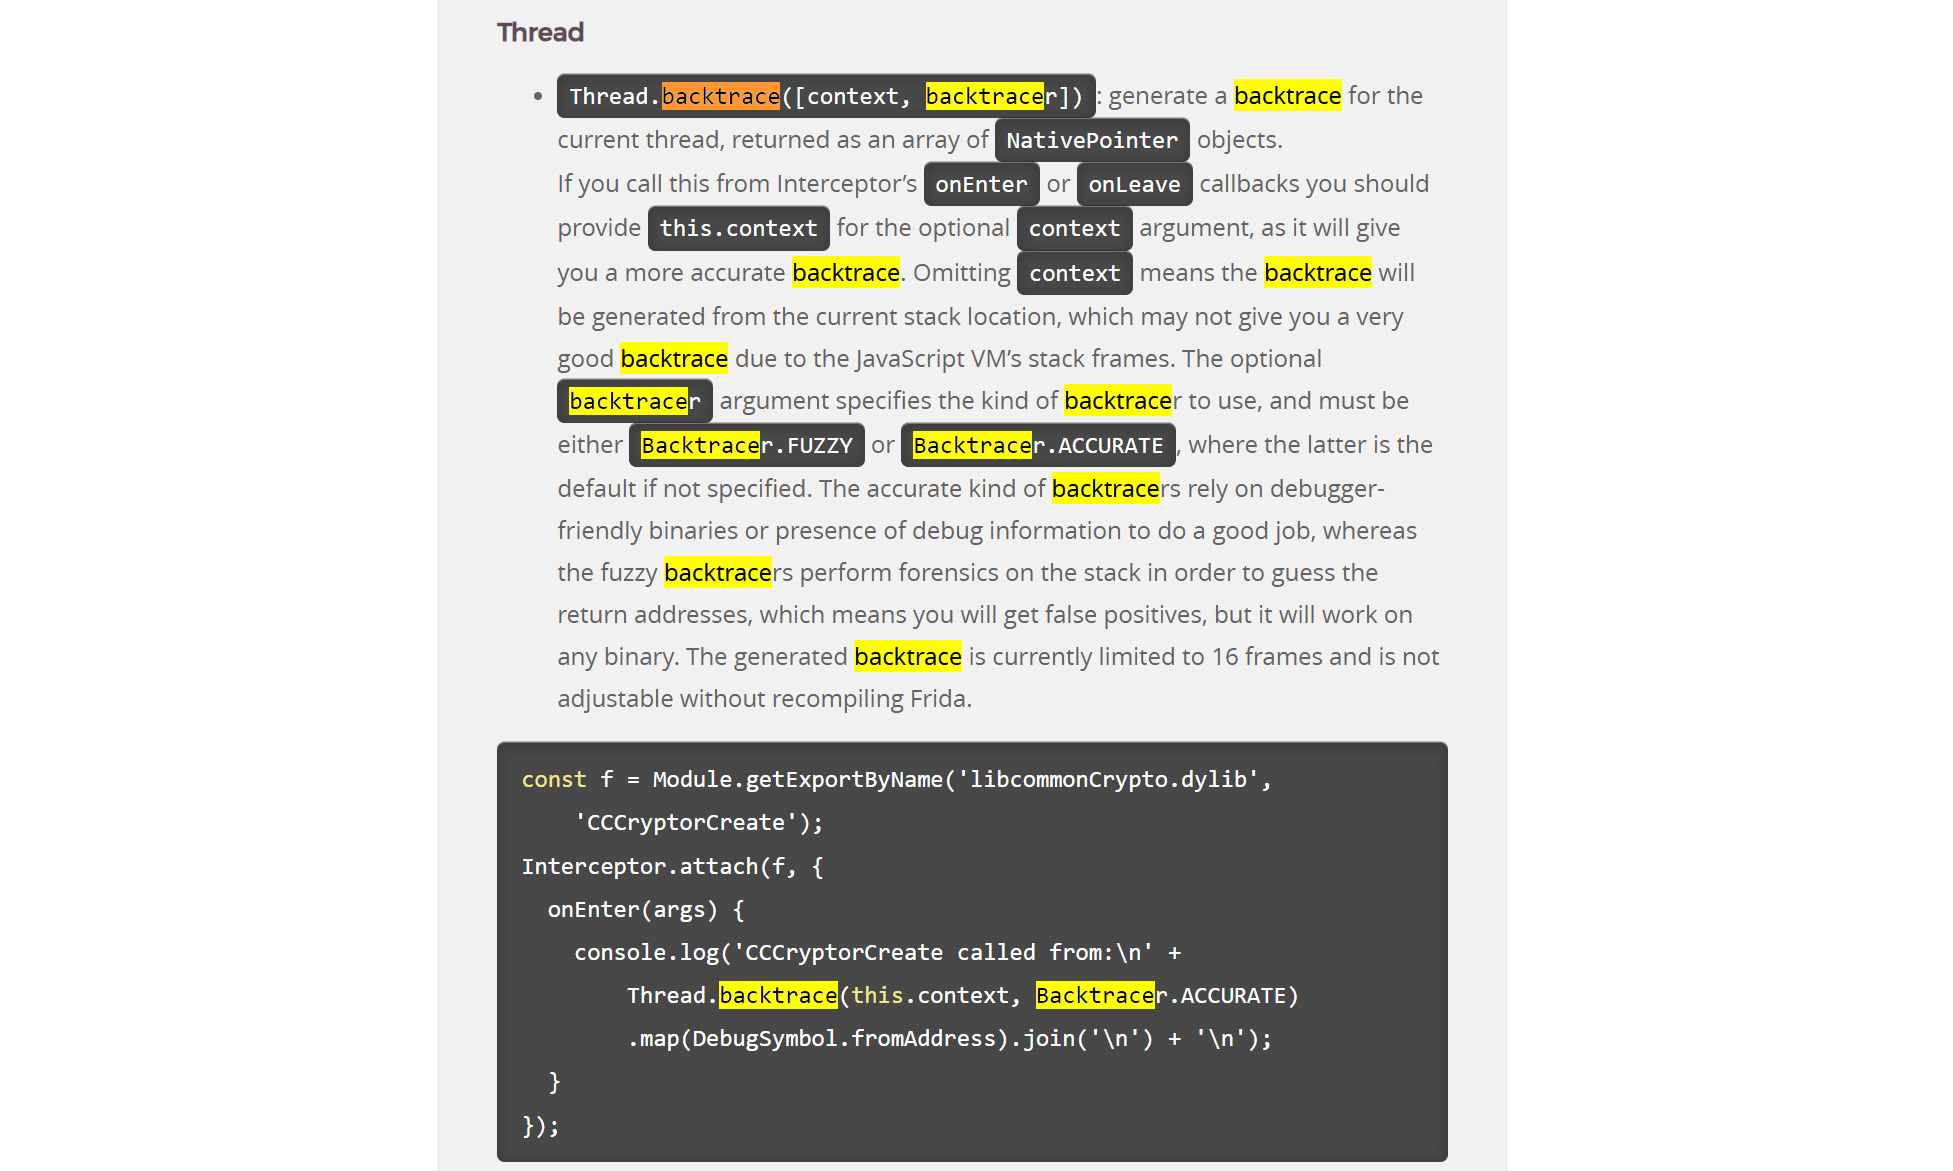 Thread
• Thread.backtrace([context, backtracer]) : generate a backtrace for the
current thread, returned as an array of NativePointer objects.
If you call this from Interceptor’s onEnter or onLeave callbacks you should
provide this.context for the optional context argument, as it will give
you a more accurate backtrace. Omitting context means the backtrace will
be generated from the current stack location, which may not give you a very
good backtrace due to the JavaScript VM’s stack frames. The optional
backtracer argument specifies the kind of backtracer to use, and must be
either Backtracer.FUZZY or Backtracer.ACCURATE , where the latter is the
default if not specified. The accurate kind of backtracers rely on debugger-
friendly binaries or presence of debug information to do a good job, whereas
the fuzzy backtracers perform forensics on the stack in order to guess the
return addresses, which means you will get false positives, but it will work on
any binary. The generated backtrace is currently limited to 16 frames and is not
adjustable without recompiling Frida.
const f = Module.getExportByName('libcommonCrypto.dylib',
    'CCCryptorCreate');
Interceptor.attach(f, {
  onEnter(args) {
    console.log('CCCryptorCreate called from:\n' +
        Thread.backtrace(this.context, Backtracer.ACCURATE)
        .map(DebugSymbol.fromAddress).join('\n') + '\n');
  }
});